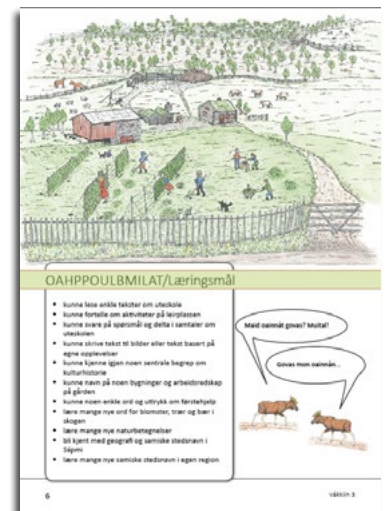 OAHPPOULBMILAT/Læringsmål
• kunne lese enkle tekster om uteskole
• kunne fortelle om aktiviteter på leirplassen
• kunne svare på spørsmål og delta i samtaler om
uteskolen
• kunne skrive tekst til bilder eller tekst basert på
egne opplevelser
• kunne kjenne igjen noen sentrale begrep om
kulturhistorie
• kunne navn på noen bygninger og arbeidsredskap
på gården
• kunne noen enkle ord og uttrykk om førstehjelp
• lære mange nye ord for blomster, trær og bær i
skogen
• lære mange nye naturbetegnelser
• bli kjent med geografi og samiske stedsnavn i
Sápmi
• lære mange nye samiske stedsnavn i egen region
Maid oainnát govas? Muital!
Govas mon oainnán...
6